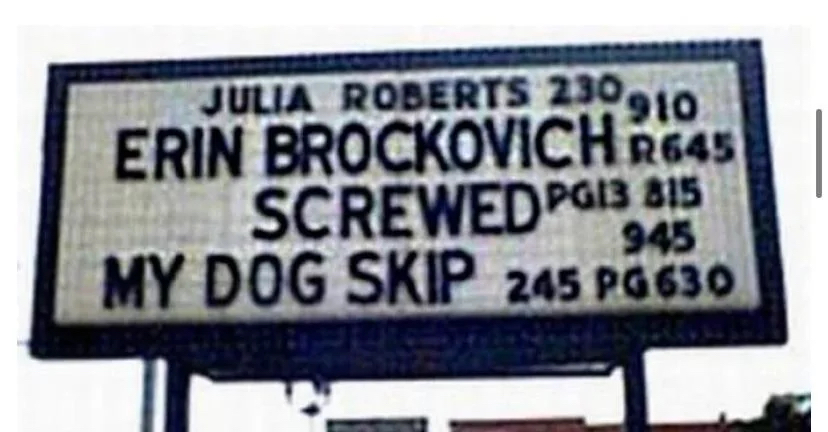 JULIA ROBERTS 230 910
ERIN BROCKOVICH R645
SCREWED PG13 815
945
MY DOG SKIP 245 PG630